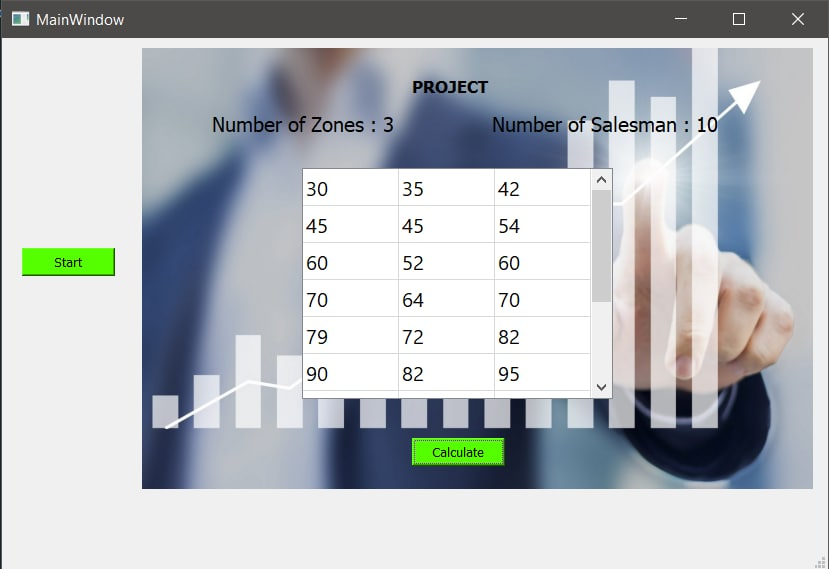 MainWindow
PROJECT
Number of Zones : 3 Number of Salesman : 10
30 35 42
45 45 54
60 52 60
70 64 70
79 72 82
90 82 95
Start
Calculate